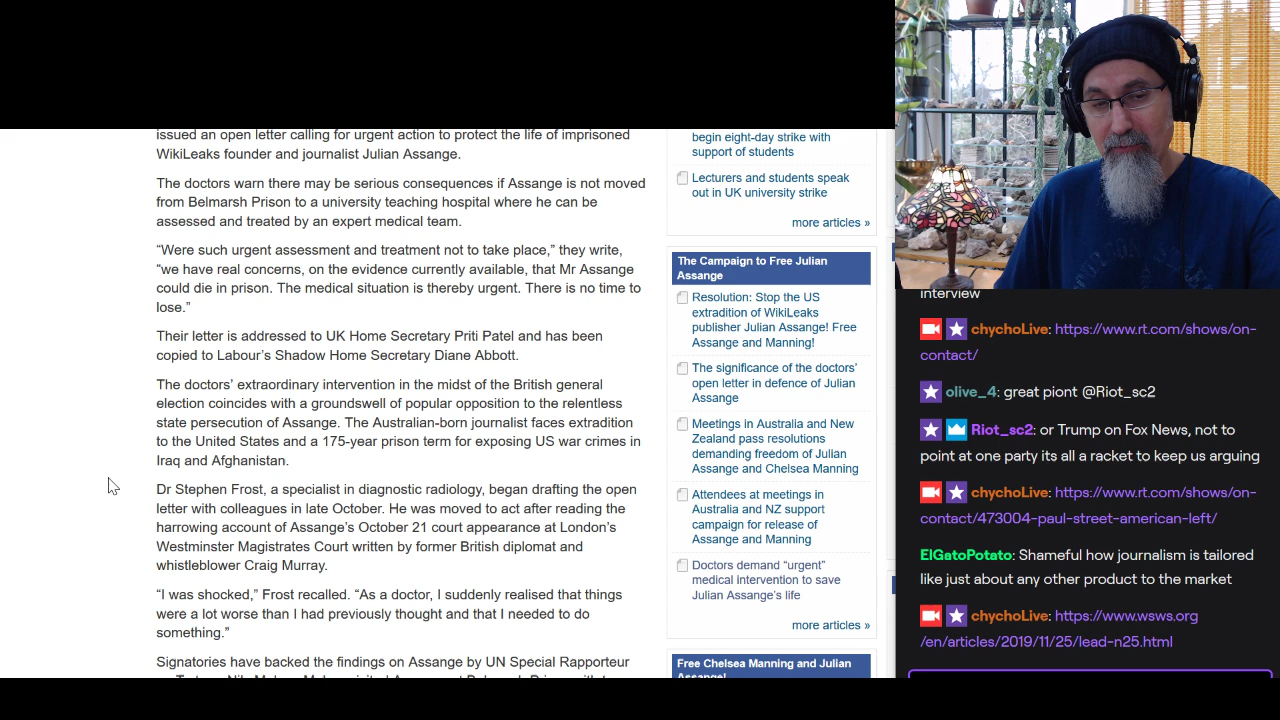 issued an open letter calling for urgent action to protect the life of imprisoned
WikiLeaks founder and journalist Julian Assange.
The doctors warn there may be serious consequences if Assange is not moved
from Belmarsh Prison to a university teaching hospital where he can be
assessed and treated by an expert medical team.
“Were such urgent assessment and treatment not to take place,” they write,
“we have real concerns, on the evidence currently available, that Mr Assange
could die in prison. The medical situation is thereby urgent. There is no time to
lose.”
Their letter is addressed to UK Home Secretary Priti Patel and has been
copied to Labour’s Shadow Home Secretary Diane Abbott.
The doctors’ extraordinary intervention in the midst of the British general
election coincides with a groundswell of popular opposition to the relentless
state persecution of Assange. The Australian-born journalist faces extradition
to the United States and a 175-year prison term for exposing US war crimes in
Iraq and Afghanistan.
Dr Stephen Frost, a specialist in diagnostic radiology, began drafting the open
letter with colleagues in late October. He was moved to act after reading the
harrowing account of Assange’s October 21 court appearance at London’s
Westminster Magistrates Court written by former British diplomat and
whistleblower Craig Murray.
“I was shocked,” Frost recalled. “As a doctor, I suddenly realised that things
were a lot worse than I had previously thought and that I needed to do
something.”
Signatories have backed the findings on Assange by UN Special Rapporteur
begin eight-day strike with
support of students
Lecturers and students speak
out in UK university strike
more articles »
The Campaign to Free Julian
Assange
Resolution: Stop the US
extradition of WikiLeaks
publisher Julian Assange! Free
Assange and Manning!
The significance of the doctors’
open letter in defence of Julian
Assange
Meetings in Australia and New
Zealand pass resolutions
demanding freedom of Julian
Assange and Chelsea Manning
Attendees at meetings in
Australia and NZ support
campaign for release of
Assange and Manning
Doctors demand “urgent”
medical intervention to save
Julian Assange’s life
more articles »
Free Chelsea Manning and Julian
Assange!
interview
chychoLive: https://www.rt.com/shows/on-
contact/
olive_4: great piont @Riot_sc2
Riot_sc2: or Trump on Fox News, not to
point at one party its all a racket to keep us arguing
chychoLive: https://www.rt.com/shows/on-
contact/473004-paul-street-american-left/
ElGatoPotato: Shameful how journalism is tailored
like just about any other product to the market
chychoLive: https://www.wsws.org
/en/articles/2019/11/25/lead-n25.html